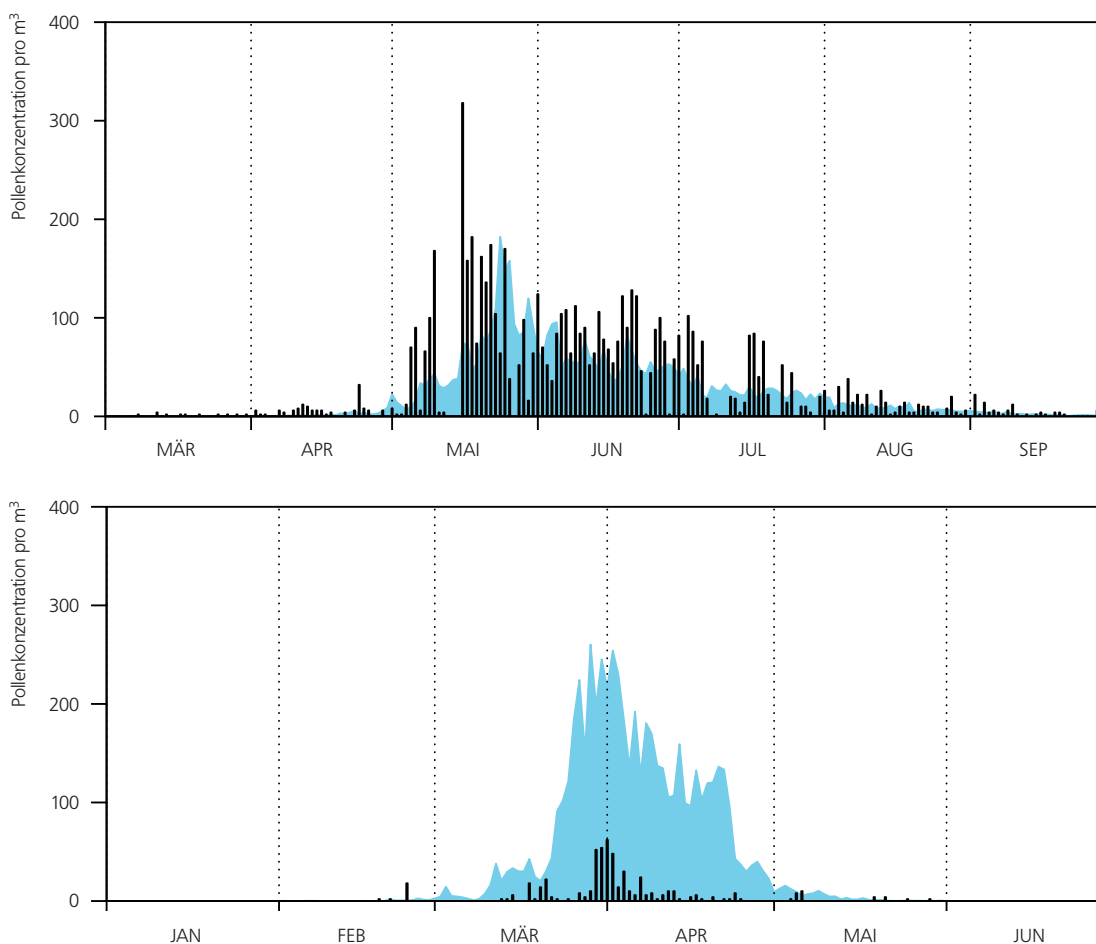 Pollenkonzentration pro m³
400
300
200
100
0
MÄR APR MAI JUN JUL AUG SEP
Pollenkonzentration pro m³
400
300
200
100
0
JAN FEB MÄR APR MAI JUN